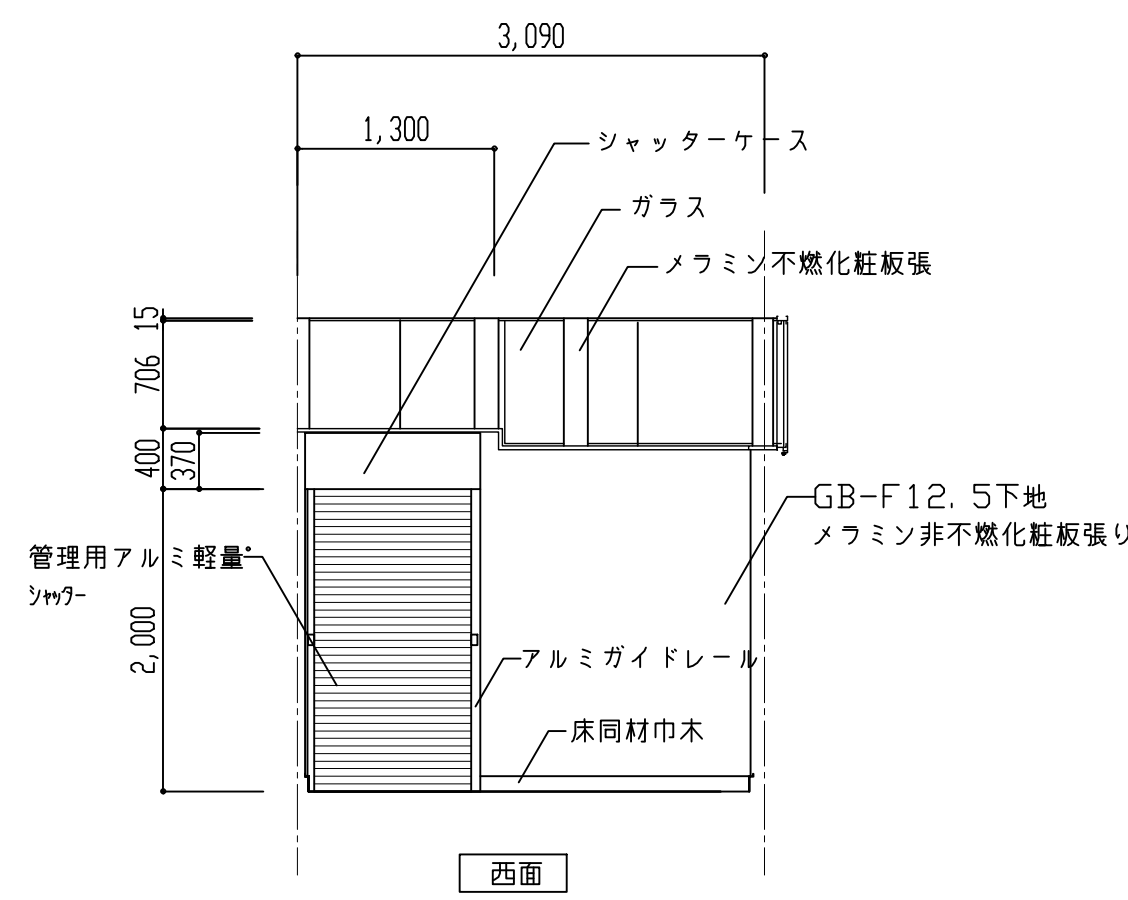 3,090
1,300
シャッターケース
ガラス
メラミン不燃化粧板張
15
706
400
370
2,000
GB-F12.5下地
メラミン非不燃化粧板張り
管理用アルミ軽量
シャッター
アルミガイドレール
床同材巾木
西面